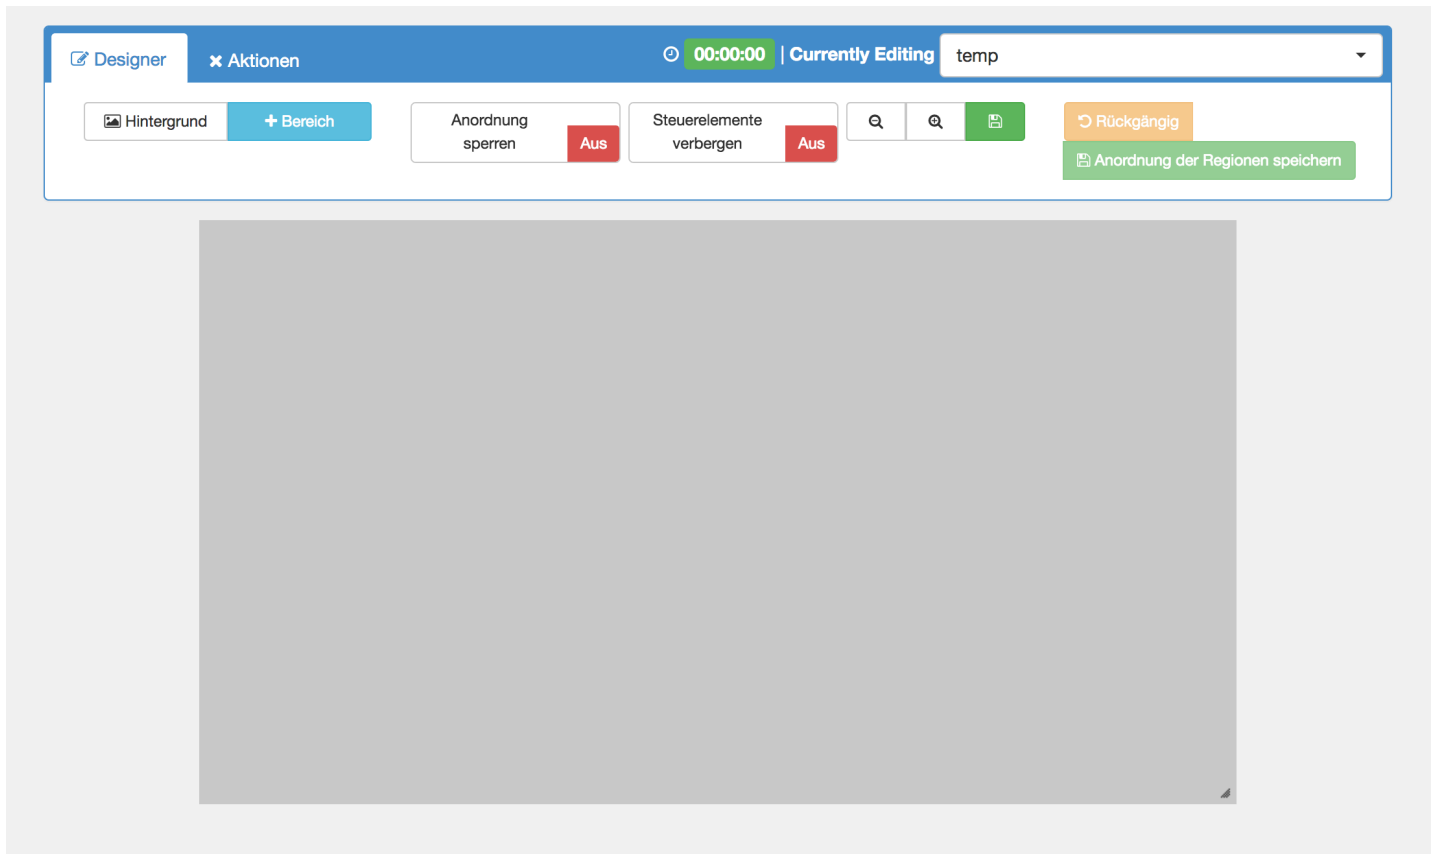 Designer
Aktionen
00:00:00 | Currently Editing temp
Hintergrund
Bereich
Anordnung
sperren
Aus
Steuerelemente
verbergen
Aus
Rückgängig
Anordnung der Regionen speichern